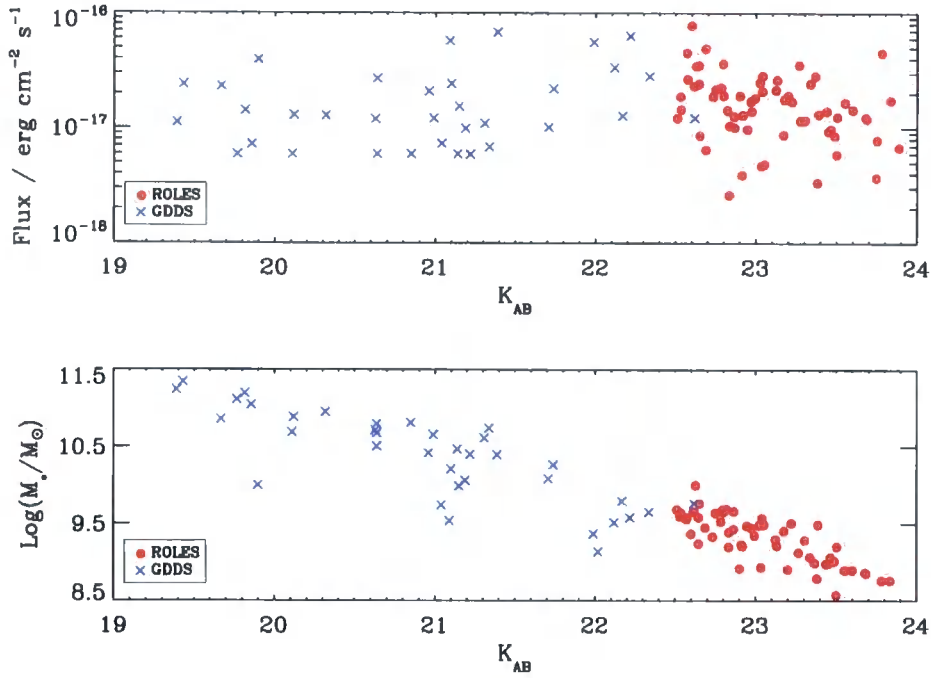 Flux / erg cm⁻² s⁻¹
10⁻¹⁶
10⁻¹⁷
10⁻¹⁸
● ROLES
× GDDS
19 20 21 22 23 24
K_AB
Log(M*/M⊙)
11.5
10.5
9.5
8.5
● ROLES
× GDDS
19 20 21 22 23 24
K_AB